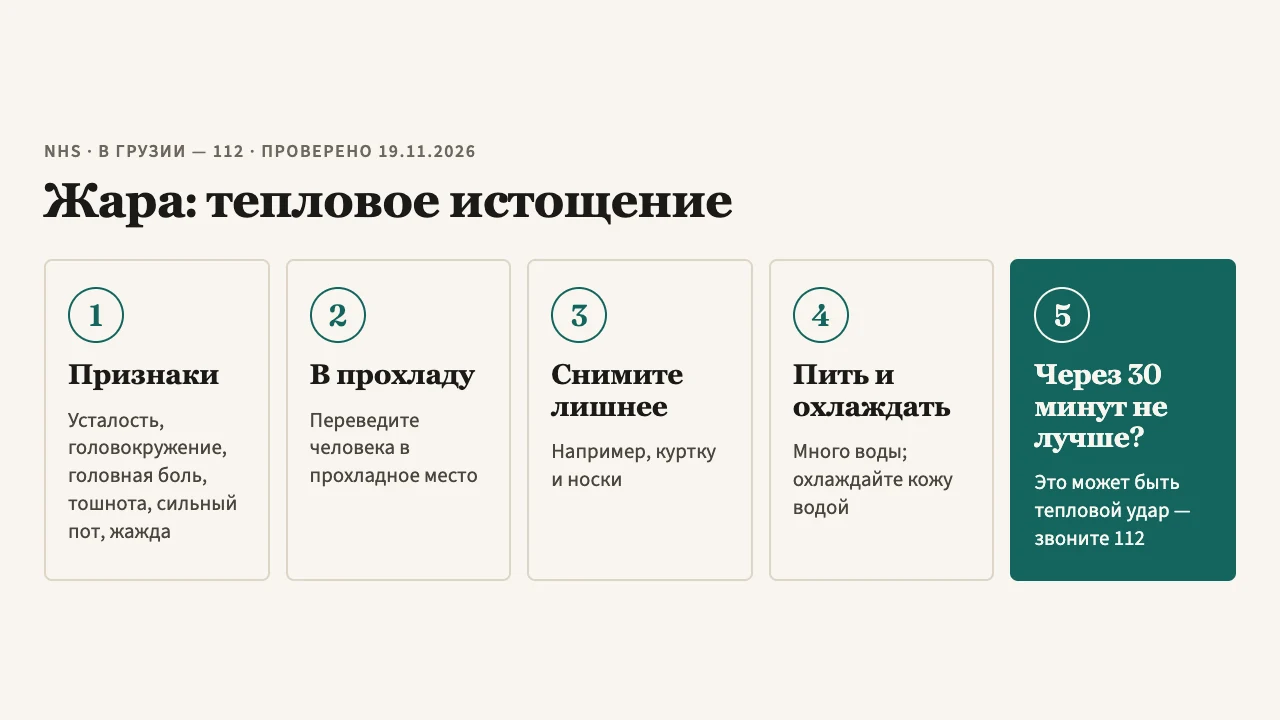 NHS · В ГРУЗИИ — 112 · ПРОВЕРЕНО 19.11.2026
Жара: тепловое истощение
1
Признаки
Усталость,
головокружение,
головная боль,
тошнота, сильный
пот, жажда
2
В прохладу
Переведите
человека в
прохладное место
3
Снимите
лишнее
Например, куртку
и носки
4
Пить и
охлаждать
Много воды;
охлаждайте кожу
водой
5
Через 30
минут не
лучше?
Это может быть
тепловой удар —
звоните 112